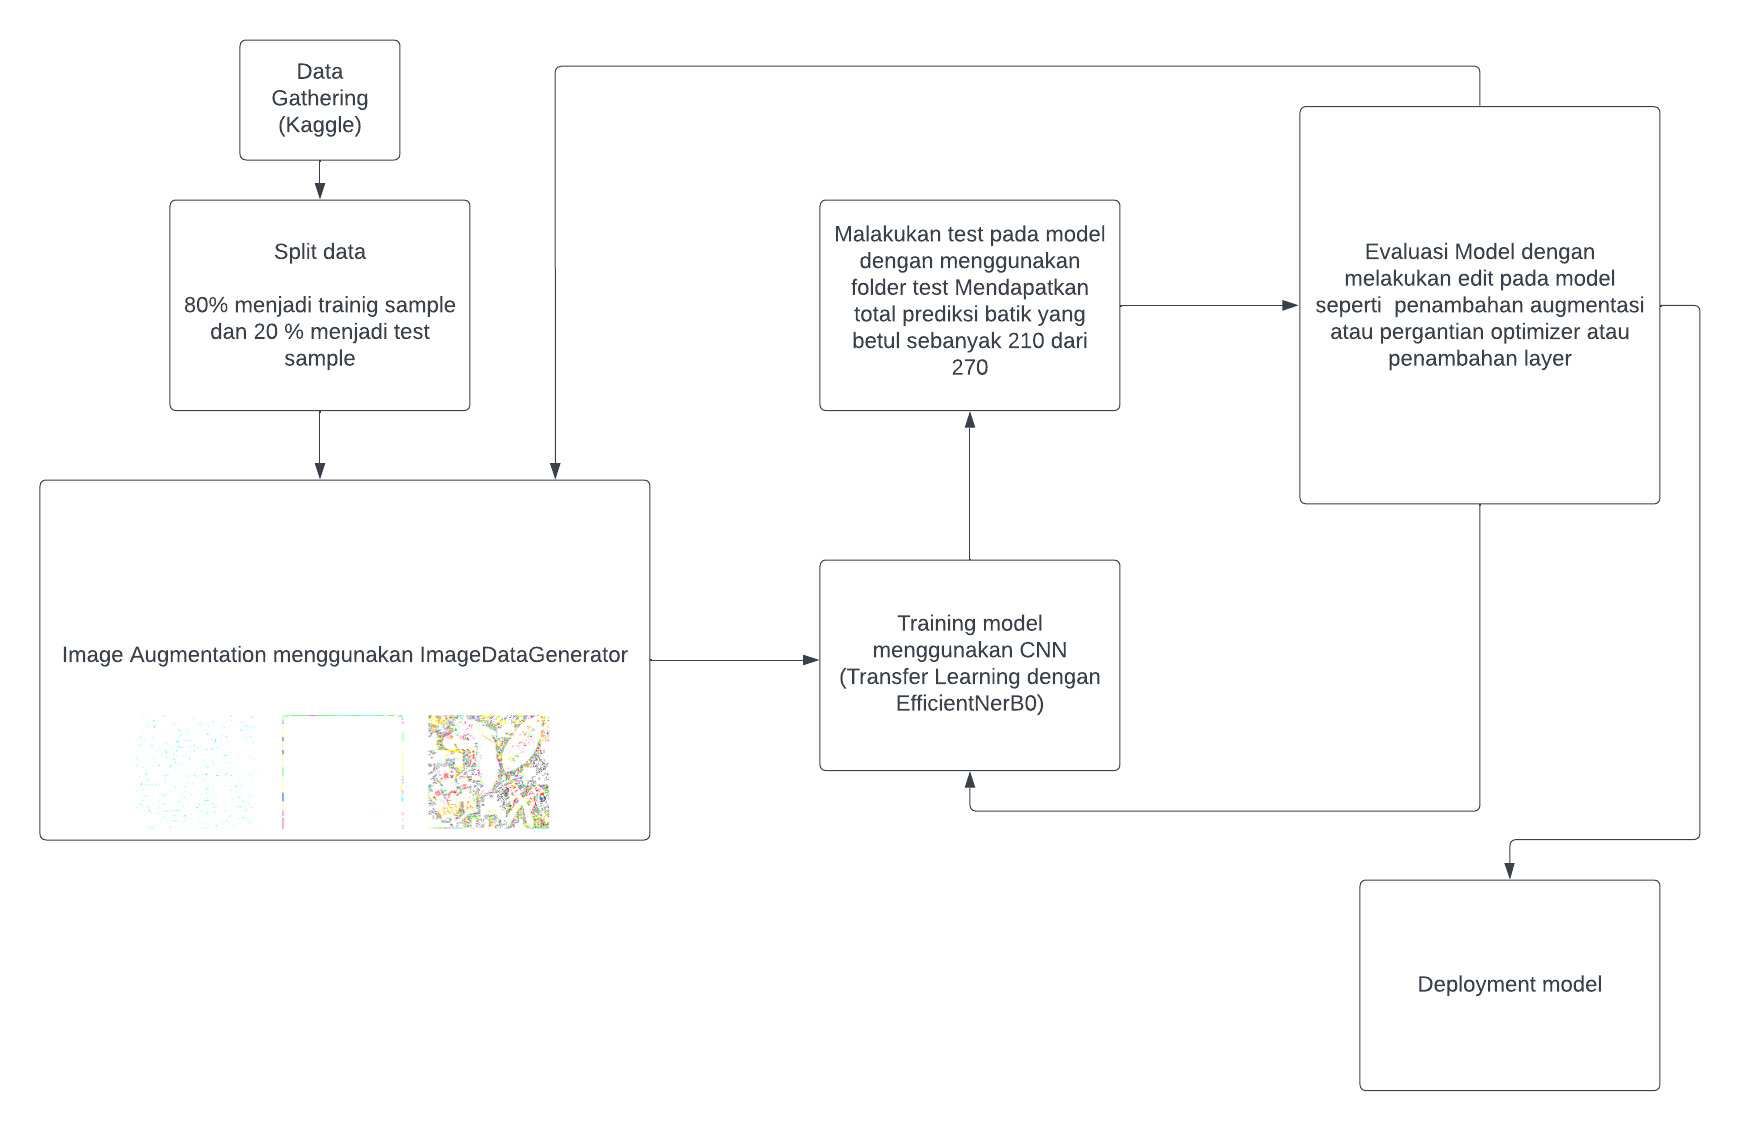 Data
Gathering
(Kaggle)
Split data
80% menjadi trainig sample
dan 20 % menjadi test
sample
Image Augmentation menggunakan ImageDataGenerator
Training model
menggunakan CNN
(Transfer Learning dengan
EfficientNerB0)
Malakukan test pada model
dengan menggunakan
folder test Mendapatkan
total prediksi batik yang
betul sebanyak 210 dari
270
Evaluasi Model dengan
melakukan edit pada model
seperti  penambahan augmentasi
atau pergantian optimizer atau
penambahan layer
Deployment model